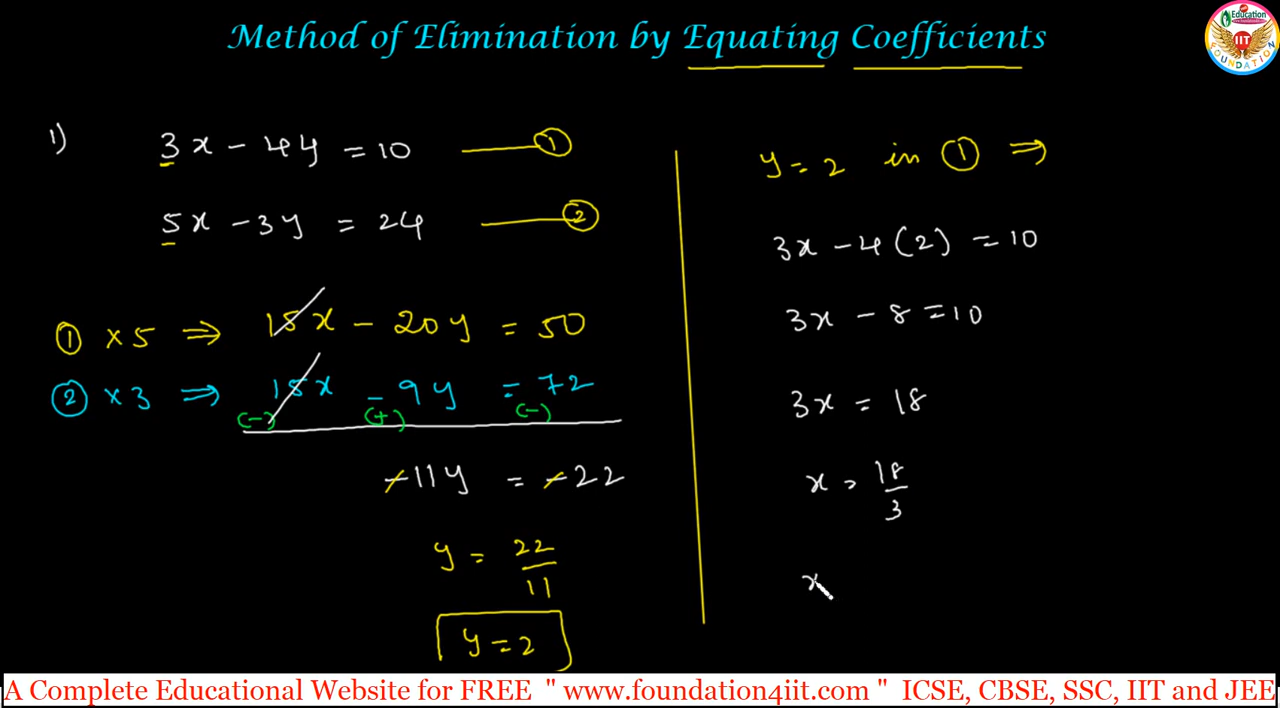 Method of Elimination by Equating Coefficients
Education
IIT
FOUNDATION
1)
3x - 4y = 10 ——— ①
5x - 3y = 24 ——— ②
① × 5 ⇒ 15x - 20y = 50
② × 3 ⇒ 15x - 9y = 72
(-) (+) (-)
-11y = -22
y = 22/11
y = 2
y = 2 in ① ⇒
3x - 4(2) = 10
3x - 8 = 10
3x = 18
x = 18/3
x
A Complete Educational Website for FREE " www.foundation4iit.com " ICSE, CBSE, SSC, IIT and JEE